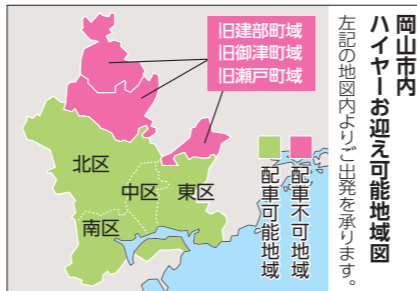 岡山市内
ハイヤーお迎え可能地域図
左記の地図内よりご出発を承ります。
旧建部町域
旧御津町域
旧瀬戸町域
北区
中区
東区
南区
配車不可地域
配車可能地域